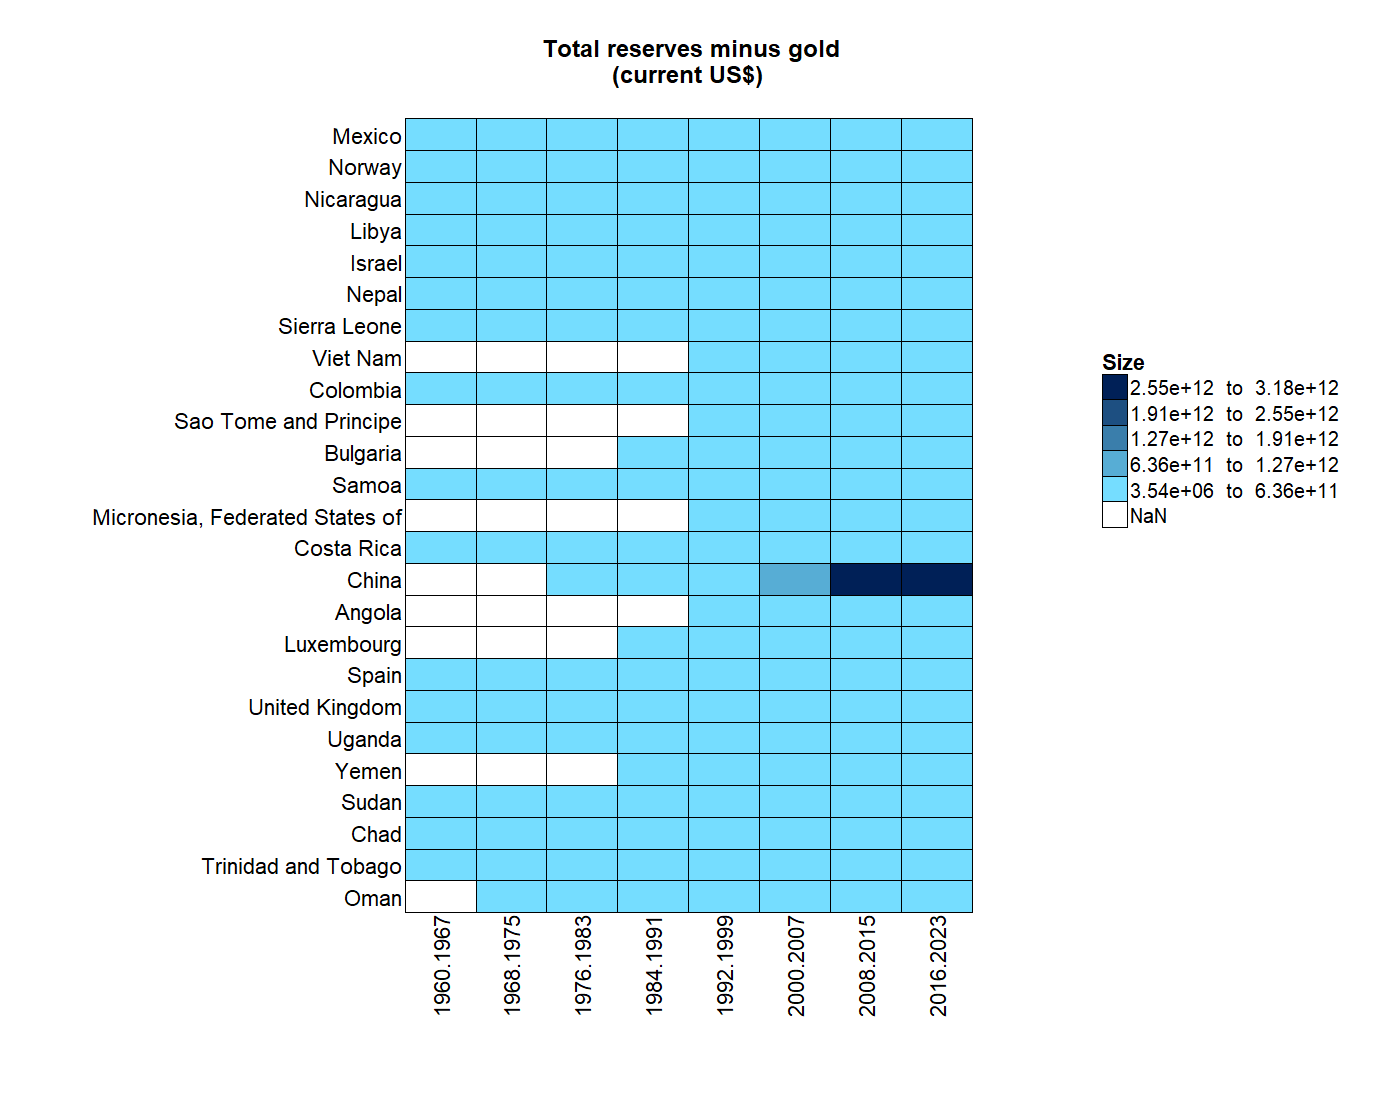 Total reserves minus gold
(current US$)
Mexico
Norway
Nicaragua
Libya
Israel
Nepal
Sierra Leone
Viet Nam
Colombia
Sao Tome and Principe
Bulgaria
Samoa
Micronesia, Federated States of
Costa Rica
China
Angola
Luxembourg
Spain
United Kingdom
Uganda
Yemen
Sudan
Chad
Trinidad and Tobago
Oman
1960.1967
1968.1975
1976.1983
1984.1991
1992.1999
2000.2007
2008.2015
2016.2023
Size
2.55e+12 to 3.18e+12
1.91e+12 to 2.55e+12
1.27e+12 to 1.91e+12
6.36e+11 to 1.27e+12
3.54e+06 to 6.36e+11
NaN